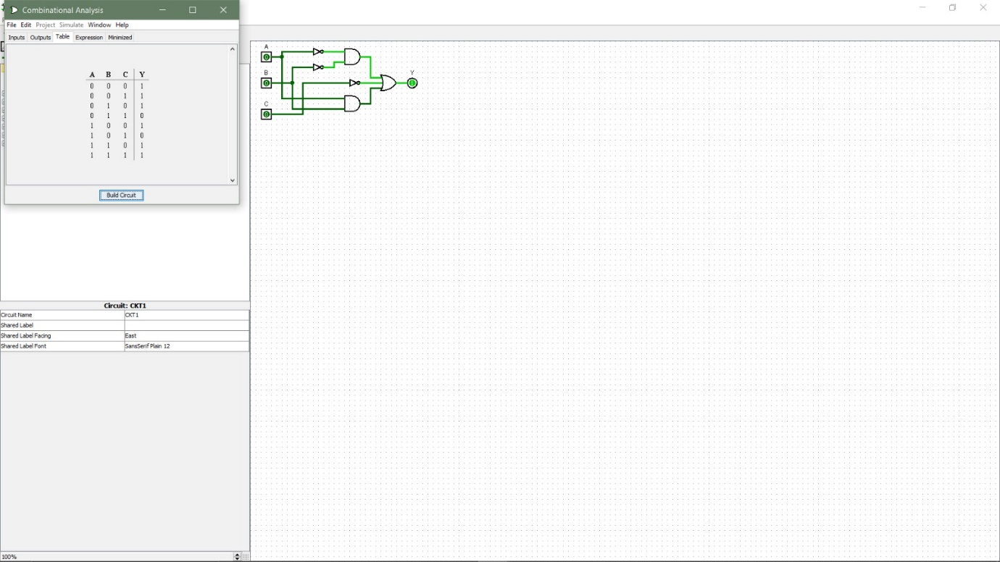 Combinational Analysis
File Edit Project Simulate Window Help
Inputs Outputs Table Expression Minimized
A B C Y
0 0 0 1
0 0 1 1
0 1 0 1
0 1 1 0
1 0 0 1
1 0 1 0
1 1 0 1
1 1 1 1
Build Circuit
A
0
B
0
C
0
Y
1
Circuit: CKT1
Circuit Name CKT1
Shared Label
Shared Label Facing East
Shared Label Font SansSerif Plain 12
100%